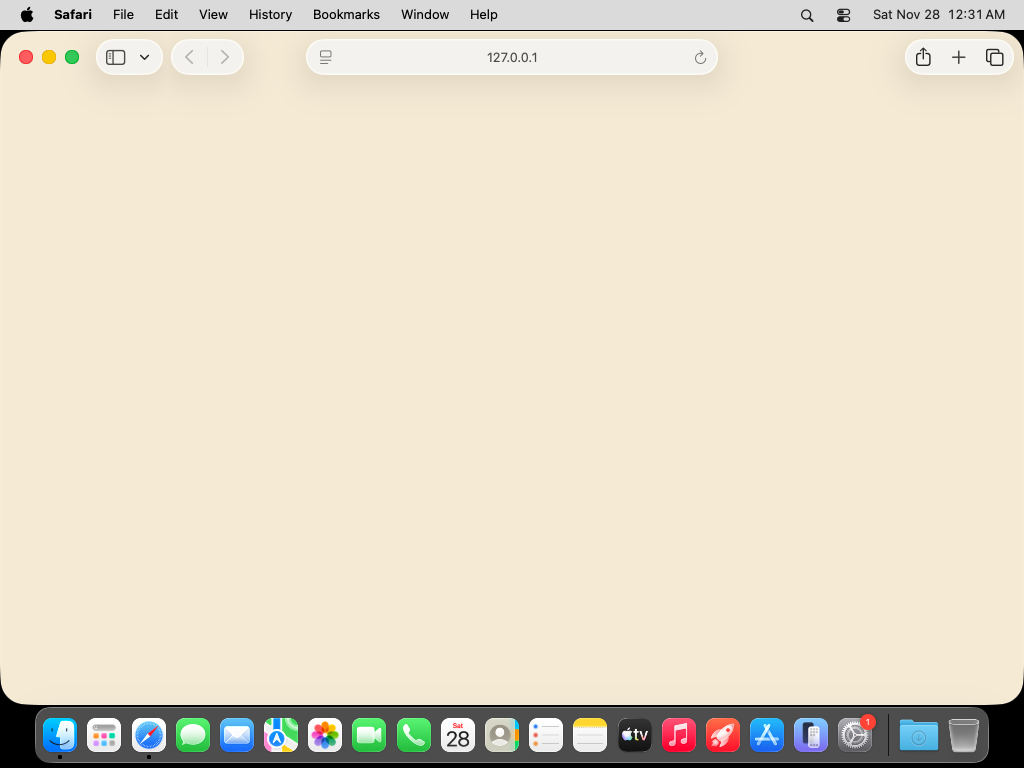 Safari File Edit View History Bookmarks Window Help Sat Nov 28 12:31 AM
127.0.0.1
Sat
28
tv
1